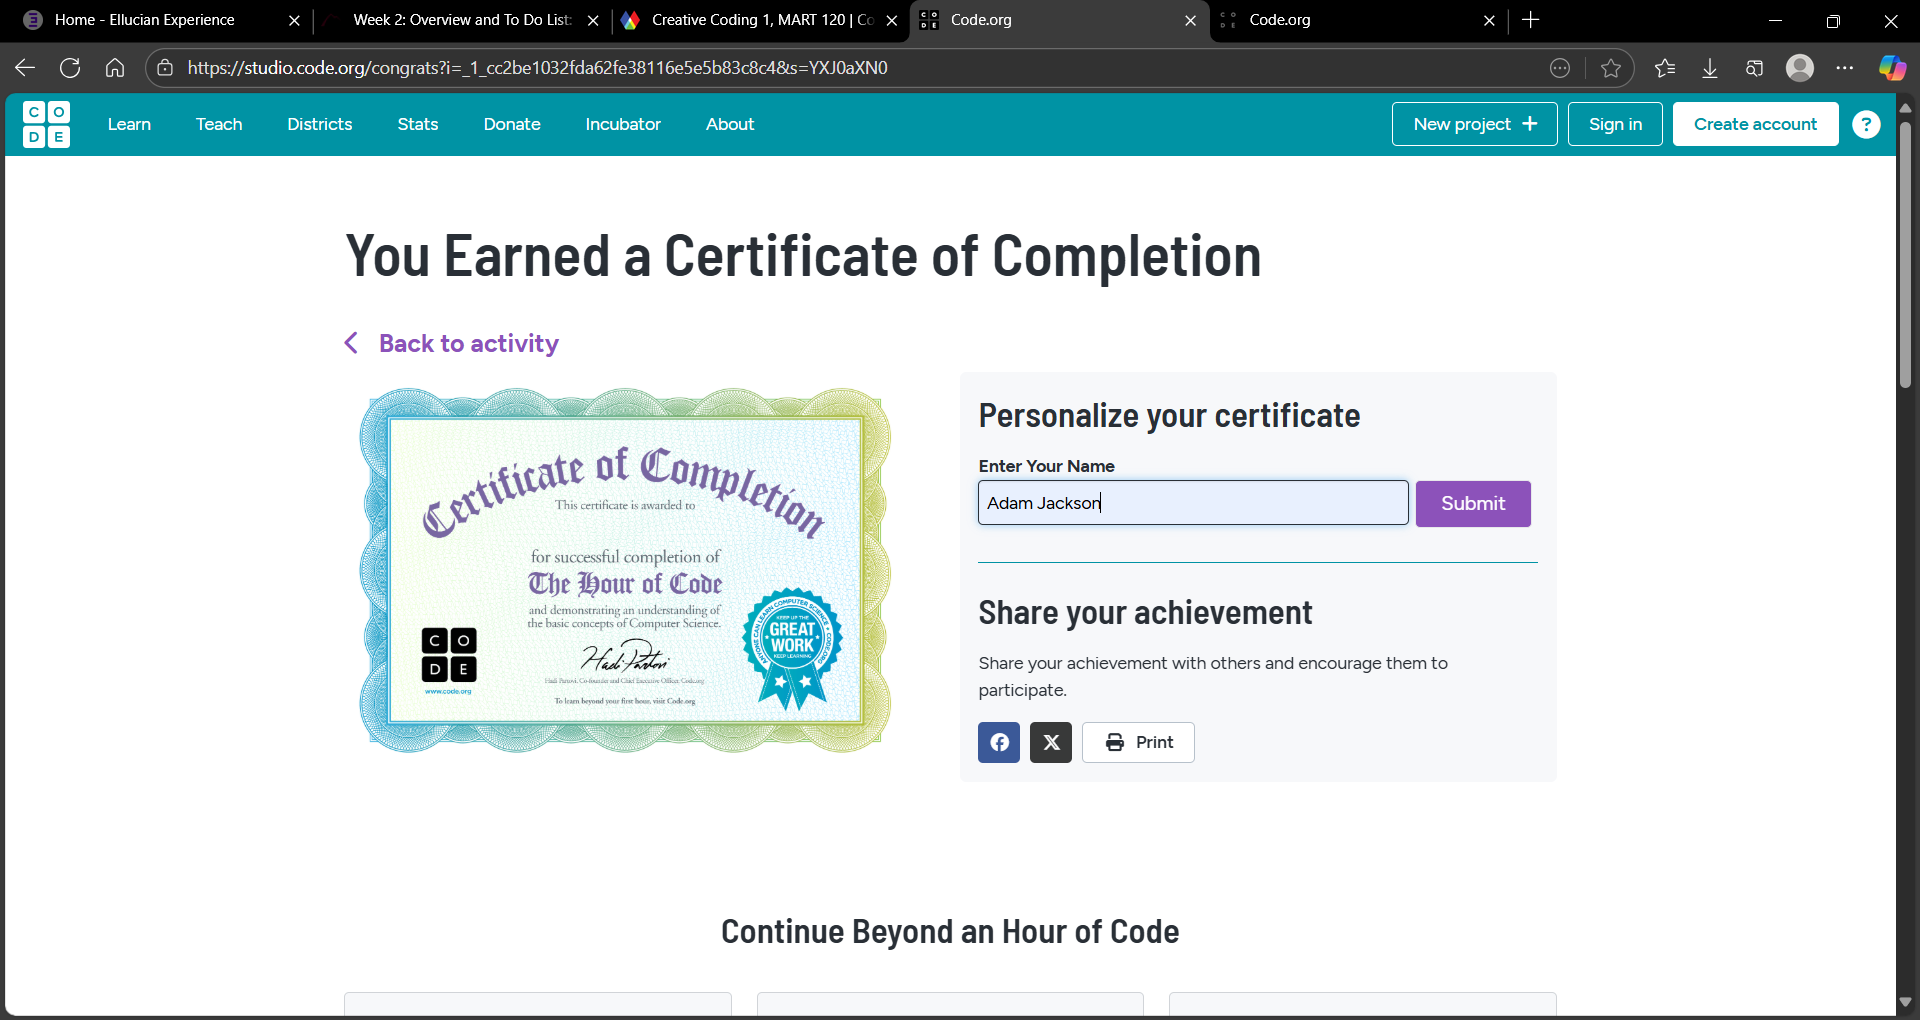 Home - Ellucian Experience
Week 2: Overview and To Do List:
Creative Coding 1, MART 120 | Co
Code.org
Code.org
https://studio.code.org/congrats?i=_1_cc2be1032fda62fe38116e5e5b83c8c4&s=YXJ0aXN0
CODE
Learn
Teach
Districts
Stats
Donate
Incubator
About
New project +
Sign in
Create account
?
You Earned a Certificate of Completion
Back to activity
Certificate of Completion
This certificate is awarded to
for successful completion of
The Hour of Code
and demonstrating an understanding of
the basic concepts of Computer Science.
CODE
www.code.org
Hadi Partovi
Hadi Partovi, Co-founder and Chief Executive Officer, Code.org
To learn beyond your first hour, visit Code.org
ANYONE CAN LEARN COMPUTER SCIENCE • CODE.ORG
KEEP UP THE
GREAT
WORK
KEEP LEARNING
Personalize your certificate
Enter Your Name
Adam Jackson
Submit
Share your achievement
Share your achievement with others and encourage them to
participate.
Print
Continue Beyond an Hour of Code